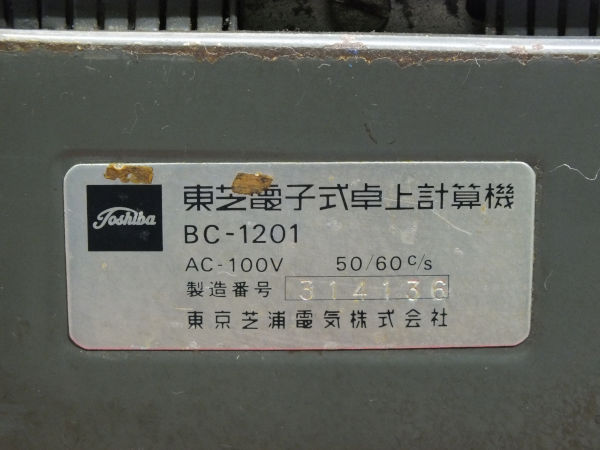 Toshiba
東芝電子式卓上計算機
BC-1201
AC-100V 50/60 c/s
製造番号 314136
東京芝浦電気株式会社